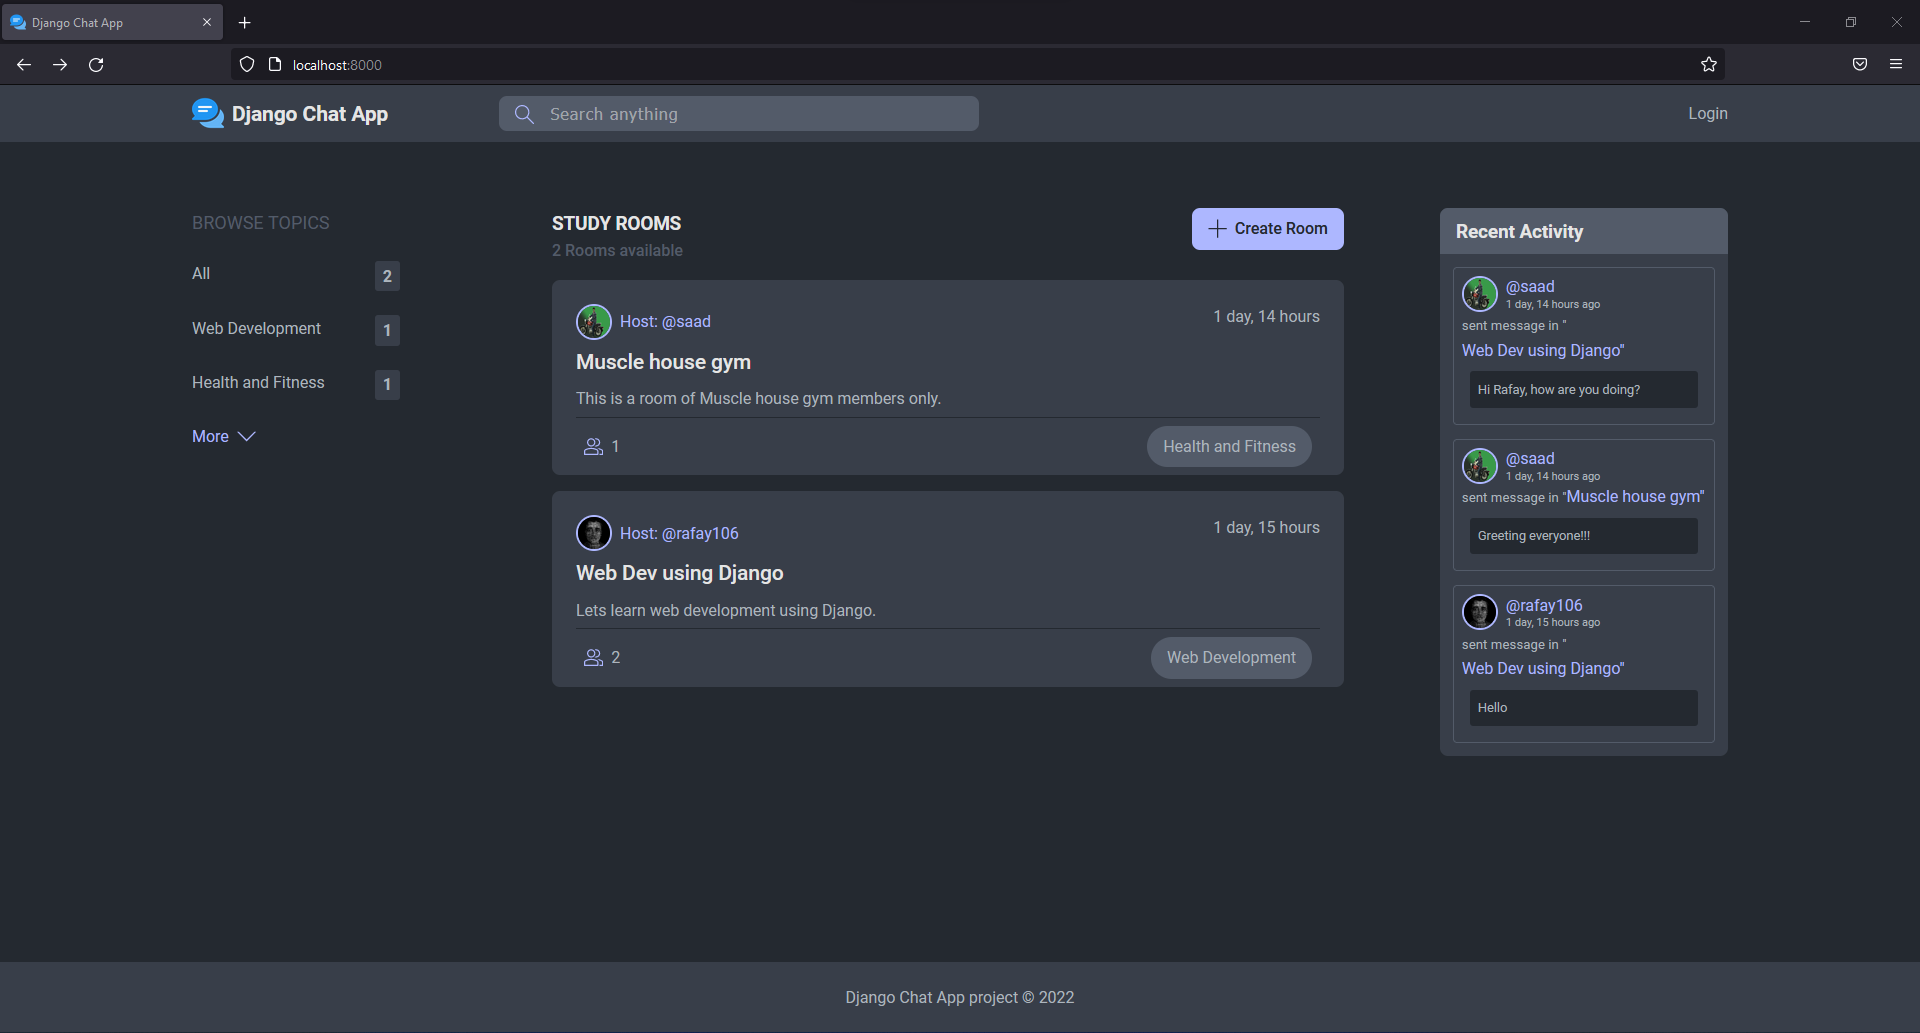 Django Chat App
localhost:8000
Django Chat App
Search anything
Login
BROWSE TOPICS
All 2
Web Development 1
Health and Fitness 1
More
STUDY ROOMS
2 Rooms available
Create Room
Host: @saad
1 day, 14 hours
Muscle house gym
This is a room of Muscle house gym members only.
1
Health and Fitness
Host: @rafay106
1 day, 15 hours
Web Dev using Django
Lets learn web development using Django.
2
Web Development
Recent Activity
@saad
1 day, 14 hours ago
sent message in "
Web Dev using Django"
Hi Rafay, how are you doing?
@saad
1 day, 14 hours ago
sent message in "Muscle house gym"
Greeting everyone!!!
@rafay106
1 day, 15 hours ago
sent message in "
Web Dev using Django"
Hello
Django Chat App project © 2022